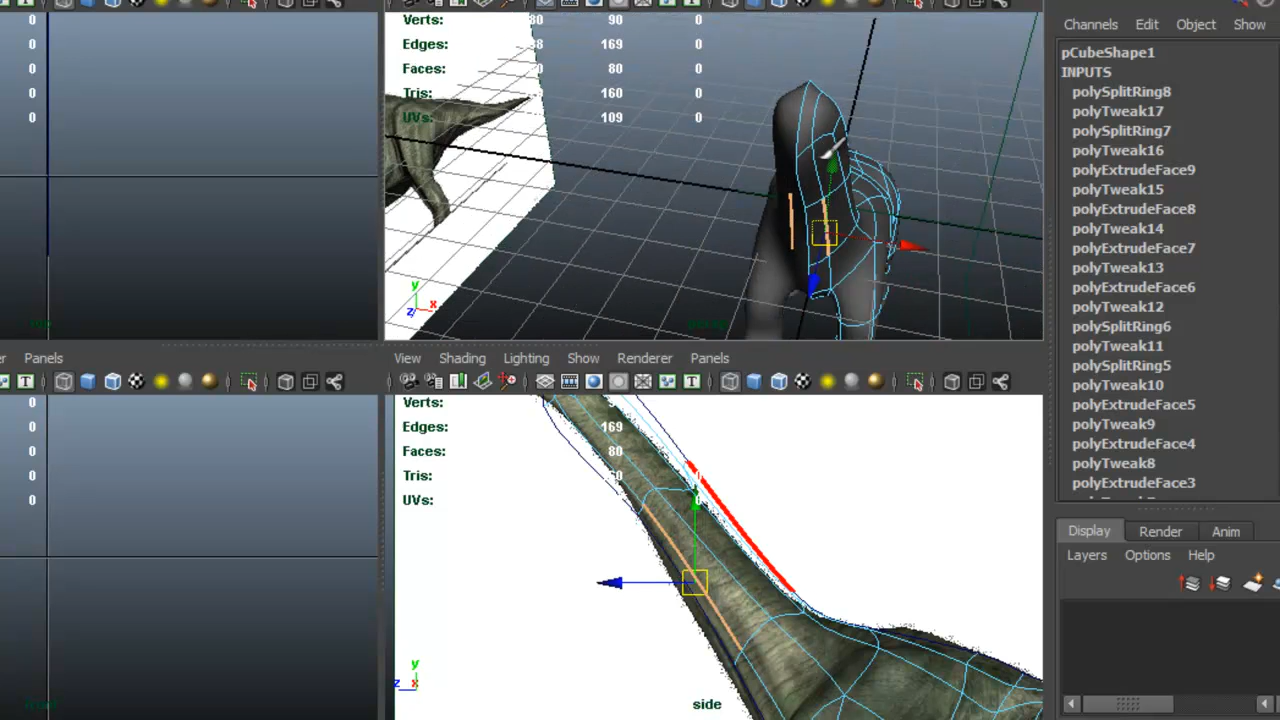 Channels Edit Object Show
pCubeShape1
INPUTS
polySplitRing8
polyTweak17
polySplitRing7
polyTweak16
polyExtrudeFace9
polyTweak15
polyExtrudeFace8
polyTweak14
polyExtrudeFace7
polyTweak13
polyExtrudeFace6
polyTweak12
polySplitRing6
polyTweak11
polySplitRing5
polyTweak10
polyExtrudeFace5
polyTweak9
polyExtrudeFace4
polyTweak8
polyExtrudeFace3
Display Render Anim
Layers Options Help
0
0
0
0
0
Verts: 90 0
Edges: 169 0
Faces: 80 0
Tris: 160 0
UVs: 109 0
y
x
z
persp
Panels
View Shading Lighting Show Renderer Panels
0
0
0
0
0
Verts:
Edges: 169
Faces: 80
Tris:
UVs: 0
y
z x
side